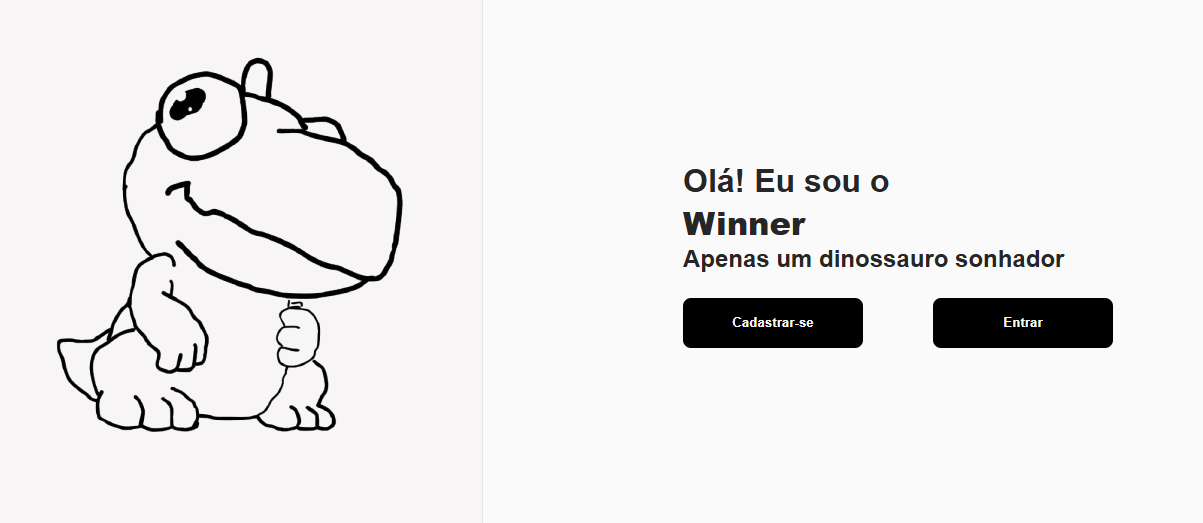 Olá! Eu sou o
Winner
Apenas um dinossauro sonhador
Cadastrar-se
Entrar